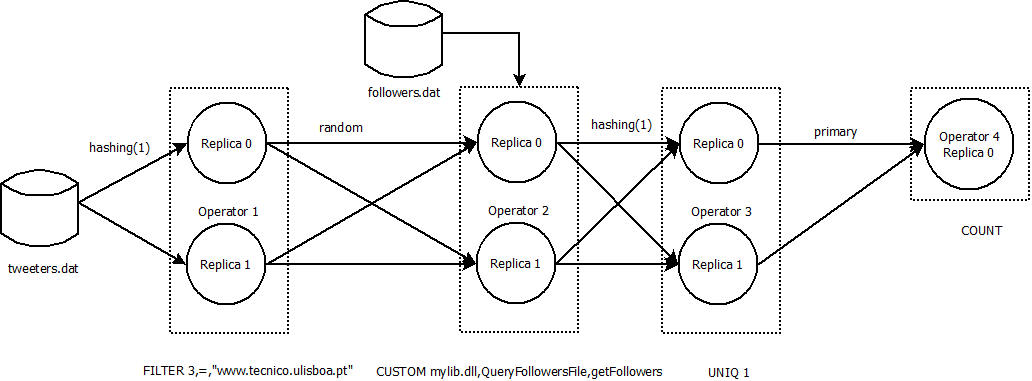 followers.dat
random
hashing(1)
primary
hashing(1)
Replica 0
Replica 0
Replica 0
Operator 4
Replica 0
Operator 1
Operator 2
Operator 3
COUNT
tweeters.dat
Replica 1
Replica 1
Replica 1
FILTER 3,=,"www.tecnico.ulisboa.pt"
CUSTOM mylib.dll,QueryFollowersFile,getFollowers
UNIQ 1